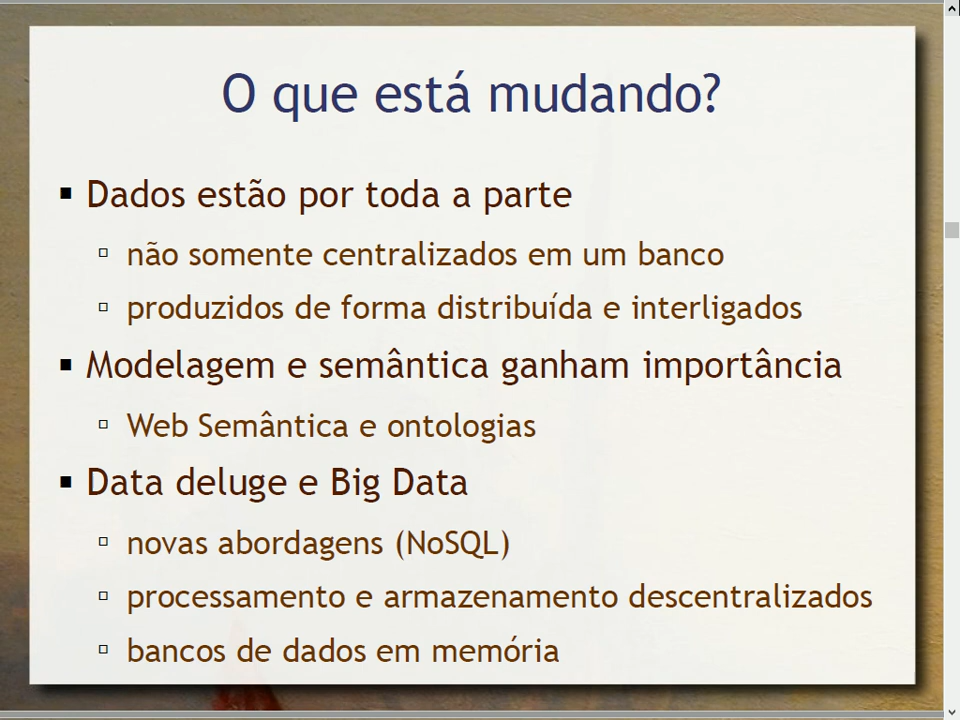 O que está mudando?
Dados estão por toda a parte
não somente centralizados em um banco
produzidos de forma distribuída e interligados
Modelagem e semântica ganham importância
Web Semântica e ontologias
Data deluge e Big Data
novas abordagens (NoSQL)
processamento e armazenamento descentralizados
bancos de dados em memória